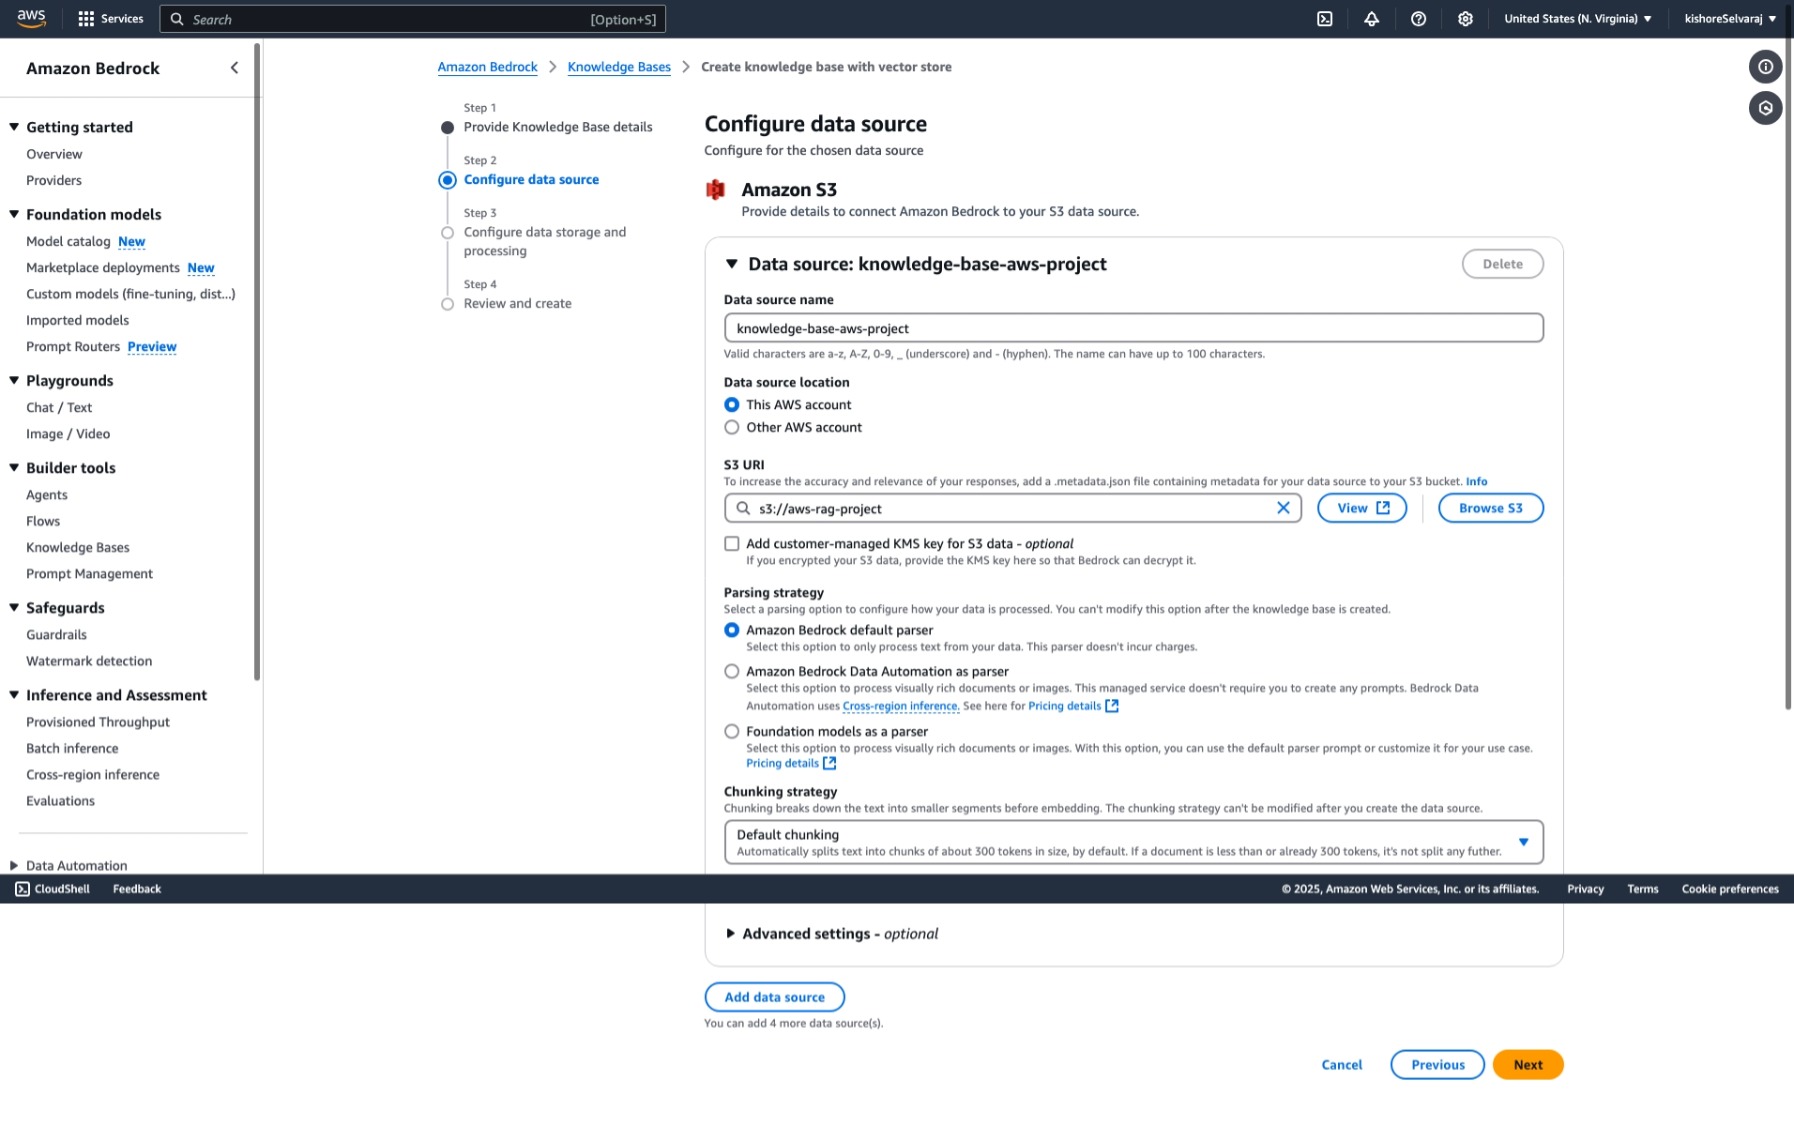 aws
Services
Search
[Option+S]
United States (N. Virginia)
kishoreSelvaraj
Amazon Bedrock
Getting started
Overview
Providers
Foundation models
Model catalog New
Marketplace deployments New
Custom models (fine-tuning, dist...)
Imported models
Prompt Routers Preview
Playgrounds
Chat / Text
Image / Video
Builder tools
Agents
Flows
Knowledge Bases
Prompt Management
Safeguards
Guardrails
Watermark detection
Inference and Assessment
Provisioned Throughput
Batch inference
Cross-region inference
Evaluations
Data Automation
Amazon Bedrock > Knowledge Bases > Create knowledge base with vector store
Step 1
Provide Knowledge Base details
Step 2
Configure data source
Step 3
Configure data storage and
processing
Step 4
Review and create
Configure data source
Configure for the chosen data source
Amazon S3
Provide details to connect Amazon Bedrock to your S3 data source.
Data source: knowledge-base-aws-project
Delete
Data source name
knowledge-base-aws-project
Valid characters are a-z, A-Z, 0-9, _ (underscore) and - (hyphen). The name can have up to 100 characters.
Data source location
This AWS account
Other AWS account
S3 URI
To increase the accuracy and relevance of your responses, add a .metadata.json file containing metadata for your data source to your S3 bucket. Info
s3://aws-rag-project
View
Browse S3
Add customer-managed KMS key for S3 data - optional
If you encrypted your S3 data, provide the KMS key here so that Bedrock can decrypt it.
Parsing strategy
Select a parsing option to configure how your data is processed. You can't modify this option after the knowledge base is created.
Amazon Bedrock default parser
Select this option to only process text from your data. This parser doesn't incur charges.
Amazon Bedrock Data Automation as parser
Select this option to process visually rich documents or images. This managed service doesn't require you to create any prompts. Bedrock Data
Anutomation uses Cross-region inference. See here for Pricing details
Foundation models as a parser
Select this option to process visually rich documents or images. With this option, you can use the default parser prompt or customize it for your use case.
Pricing details
Chunking strategy
Chunking breaks down the text into smaller segments before embedding. The chunking strategy can't be modified after you create the data source.
Default chunking
Automatically splits text into chunks of about 300 tokens in size, by default. If a document is less than or already 300 tokens, it's not split any futher.
CloudShell
Feedback
© 2025, Amazon Web Services, Inc. or its affiliates.
Privacy
Terms
Cookie preferences
Advanced settings - optional
Add data source
You can add 4 more data source(s).
Cancel
Previous
Next